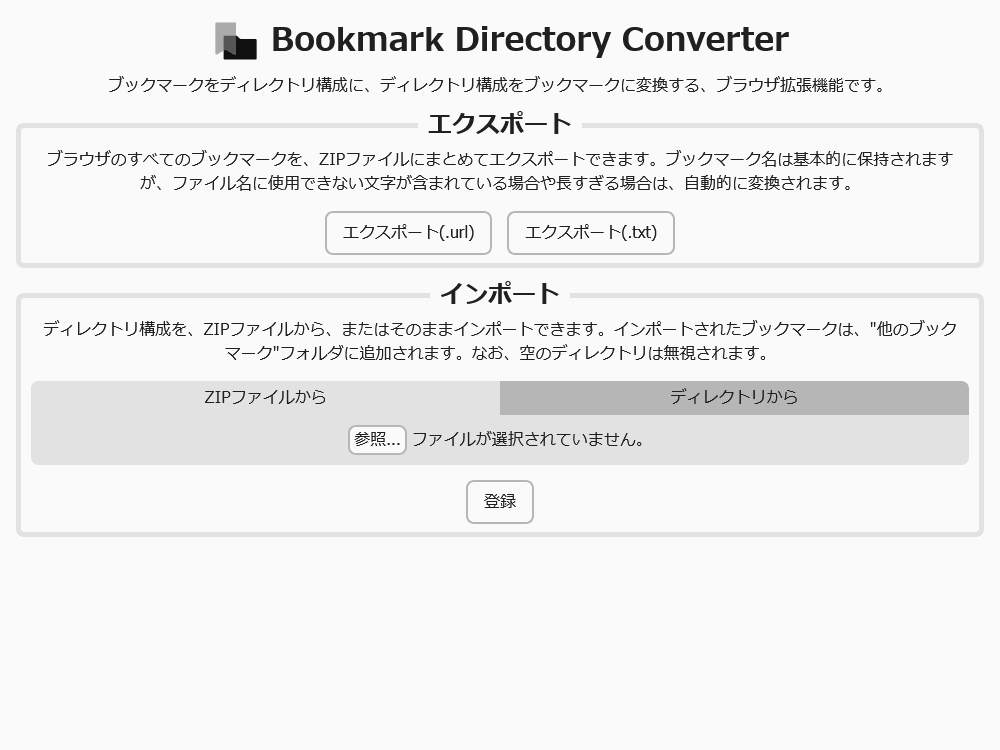 Bookmark Directory Converter
ブックマークをディレクトリ構成に、ディレクトリ構成をブックマークに変換する、ブラウザ拡張機能です。
エクスポート
ブラウザのすべてのブックマークを、ZIPファイルにまとめてエクスポートできます。ブックマーク名は基本的に保持されます
が、ファイル名に使用できない文字が含まれている場合や長すぎる場合は、自動的に変換されます。
エクスポート(.url) エクスポート(.txt)
インポート
ディレクトリ構成を、ZIPファイルから、またはそのままインポートできます。インポートされたブックマークは、"他のブック
マーク"フォルダに追加されます。なお、空のディレクトリは無視されます。
ZIPファイルから ディレクトリから
参照... ファイルが選択されていません。
登録